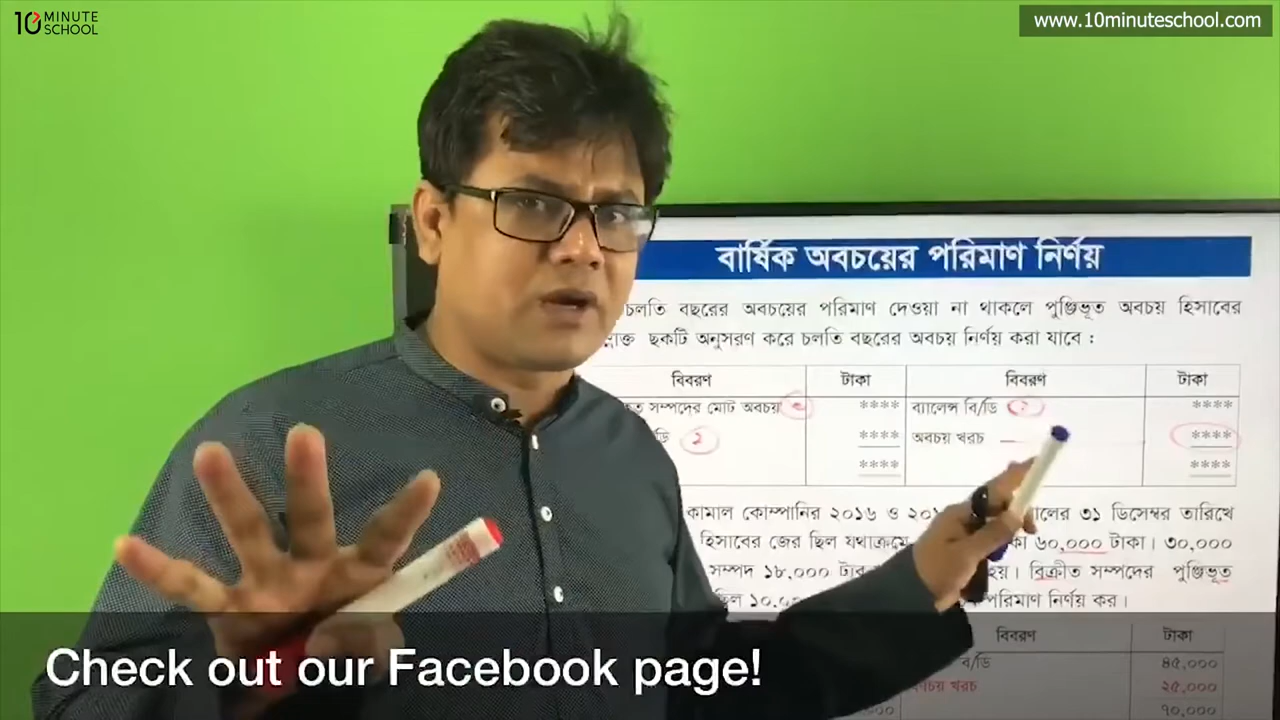 10 MINUTE
SCHOOL
www.10minuteschool.com
বার্ষিক অবচয়ের পরিমাণ নির্ণয়
চলতি বছরের অবচয়ের পরিমাণ দেওয়া না থাকলে পুঞ্জিভূত অবচয় হিসাবের
ছকটি অনুসরণ করে চলতি বছরের অবচয় নির্ণয় করা যাবে :
বিবরণ টাকা বিবরণ টাকা
সম্পদের মোট অবচয় **** ব্যালেন্স বি/ডি ****
২ **** অবচয় খরচ ****
**** ****
কামাল কোম্পানির ২০১৬ ও ৩১ ডিসেম্বর তারিখে
হিসাবের জের ছিল যথাক্রমে ৬০,০০০ টাকা। ৩০,০০০
সম্পদ ১৮,০০০ হয়। বিক্রীত সম্পদের পুঞ্জিভূত
পরিমাণ নির্ণয় কর।
বিবরণ টাকা
বি/ডি ৪৫,০০০
খরচ ২৫,০০০
৭০,০০০
Check out our Facebook page!